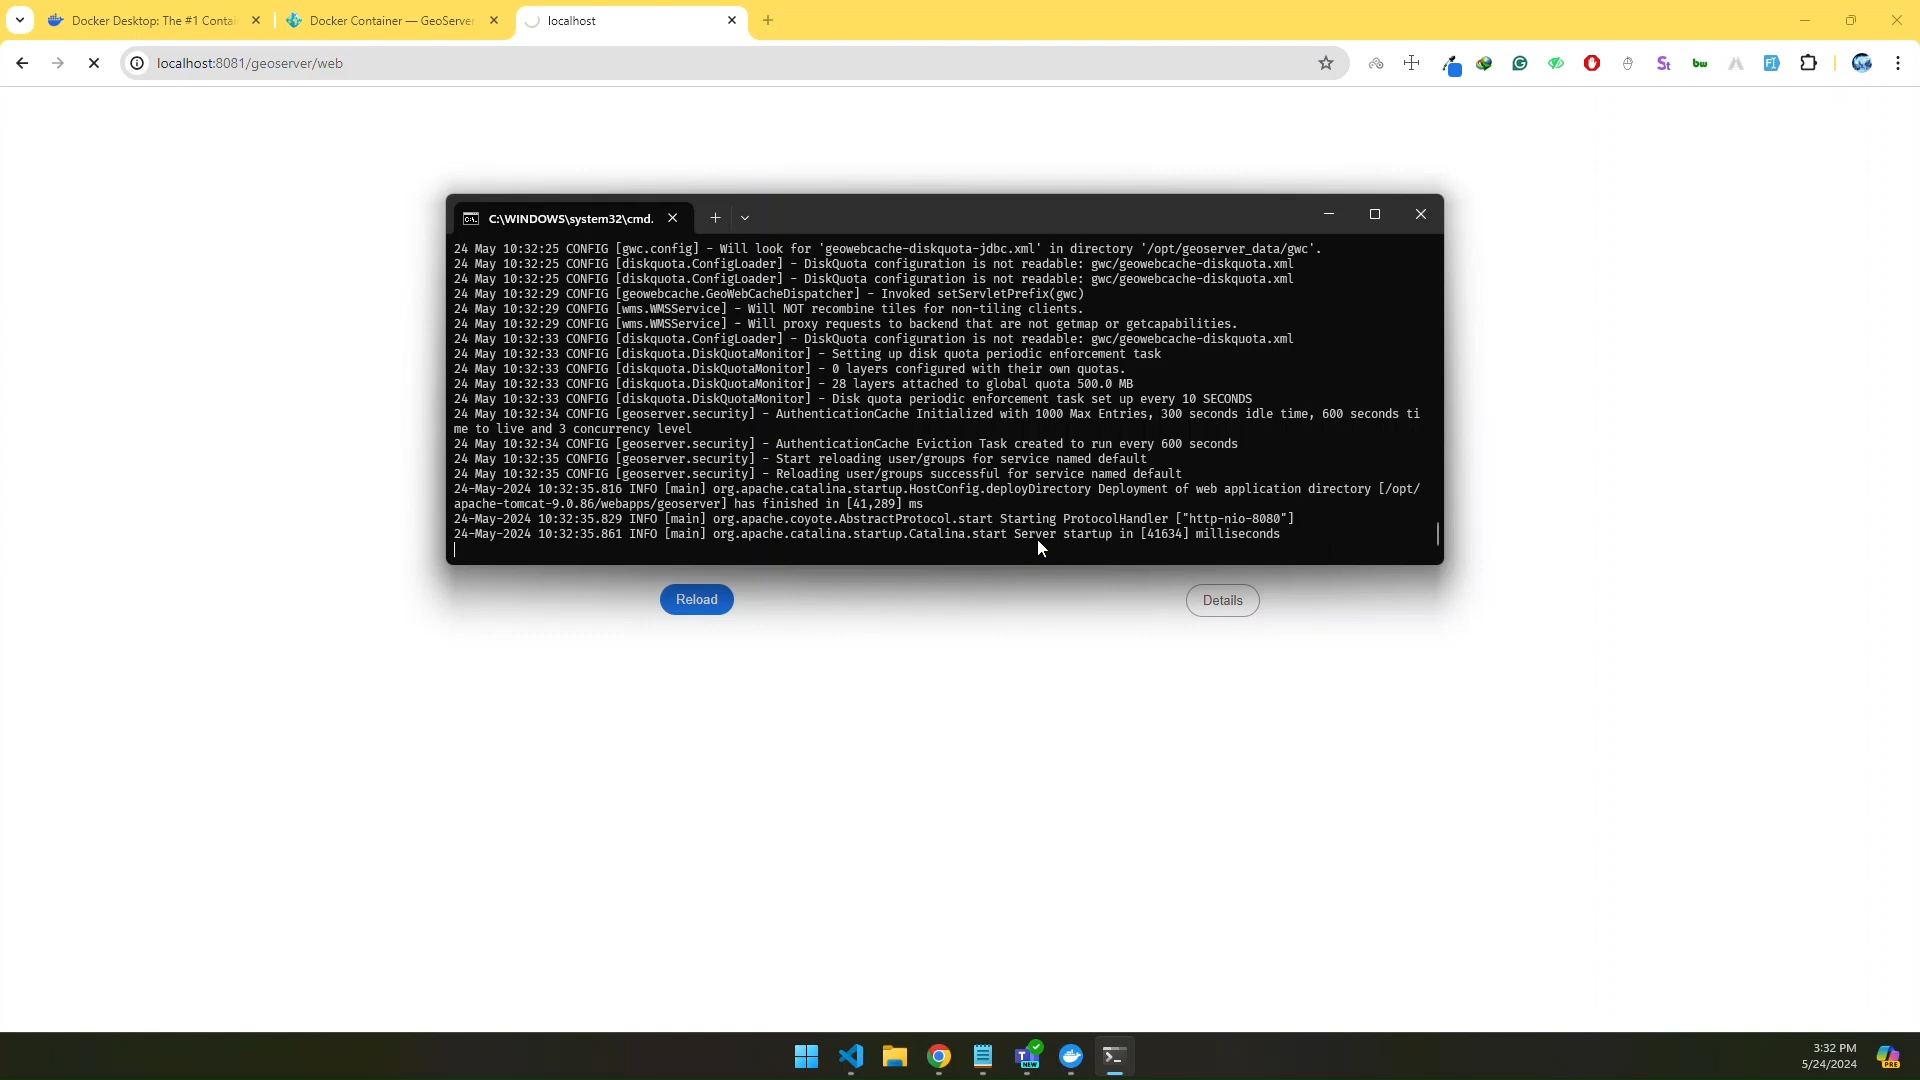 Docker Desktop: The #1 Contai
Docker Container — GeoServer
localhost
localhost:8081/geoserver/web
C:\WINDOWS\system32\cmd.
24 May 10:32:25 CONFIG [gwc.config] - Will look for 'geowebcache-diskquota-jdbc.xml' in directory '/opt/geoserver_data/gwc'.
24 May 10:32:25 CONFIG [diskquota.ConfigLoader] - DiskQuota configuration is not readable: gwc/geowebcache-diskquota.xml
24 May 10:32:25 CONFIG [diskquota.ConfigLoader] - DiskQuota configuration is not readable: gwc/geowebcache-diskquota.xml
24 May 10:32:29 CONFIG [geowebcache.GeoWebCacheDispatcher] - Invoked setServletPrefix(gwc)
24 May 10:32:29 CONFIG [wms.WMSService] - Will NOT recombine tiles for non-tiling clients.
24 May 10:32:29 CONFIG [wms.WMSService] - Will proxy requests to backend that are not getmap or getcapabilities.
24 May 10:32:33 CONFIG [diskquota.ConfigLoader] - DiskQuota configuration is not readable: gwc/geowebcache-diskquota.xml
24 May 10:32:33 CONFIG [diskquota.DiskQuotaMonitor] - Setting up disk quota periodic enforcement task
24 May 10:32:33 CONFIG [diskquota.DiskQuotaMonitor] - 0 layers configured with their own quotas.
24 May 10:32:33 CONFIG [diskquota.DiskQuotaMonitor] - 28 layers attached to global quota 500.0 MB
24 May 10:32:33 CONFIG [diskquota.DiskQuotaMonitor] - Disk quota periodic enforcement task set up every 10 SECONDS
24 May 10:32:34 CONFIG [geoserver.security] - AuthenticationCache Initialized with 1000 Max Entries, 300 seconds idle time, 600 seconds ti
me to live and 3 concurrency level
24 May 10:32:34 CONFIG [geoserver.security] - AuthenticationCache Eviction Task created to run every 600 seconds
24 May 10:32:35 CONFIG [geoserver.security] - Start reloading user/groups for service named default
24 May 10:32:35 CONFIG [geoserver.security] - Reloading user/groups successful for service named default
24-May-2024 10:32:35.816 INFO [main] org.apache.catalina.startup.HostConfig.deployDirectory Deployment of web application directory [/opt/
apache-tomcat-9.0.86/webapps/geoserver] has finished in [41,289] ms
24-May-2024 10:32:35.829 INFO [main] org.apache.coyote.AbstractProtocol.start Starting ProtocolHandler ["http-nio-8080"]
24-May-2024 10:32:35.861 INFO [main] org.apache.catalina.startup.Catalina.start Server startup in [41634] milliseconds
Reload
Details
3:32 PM
5/24/2024